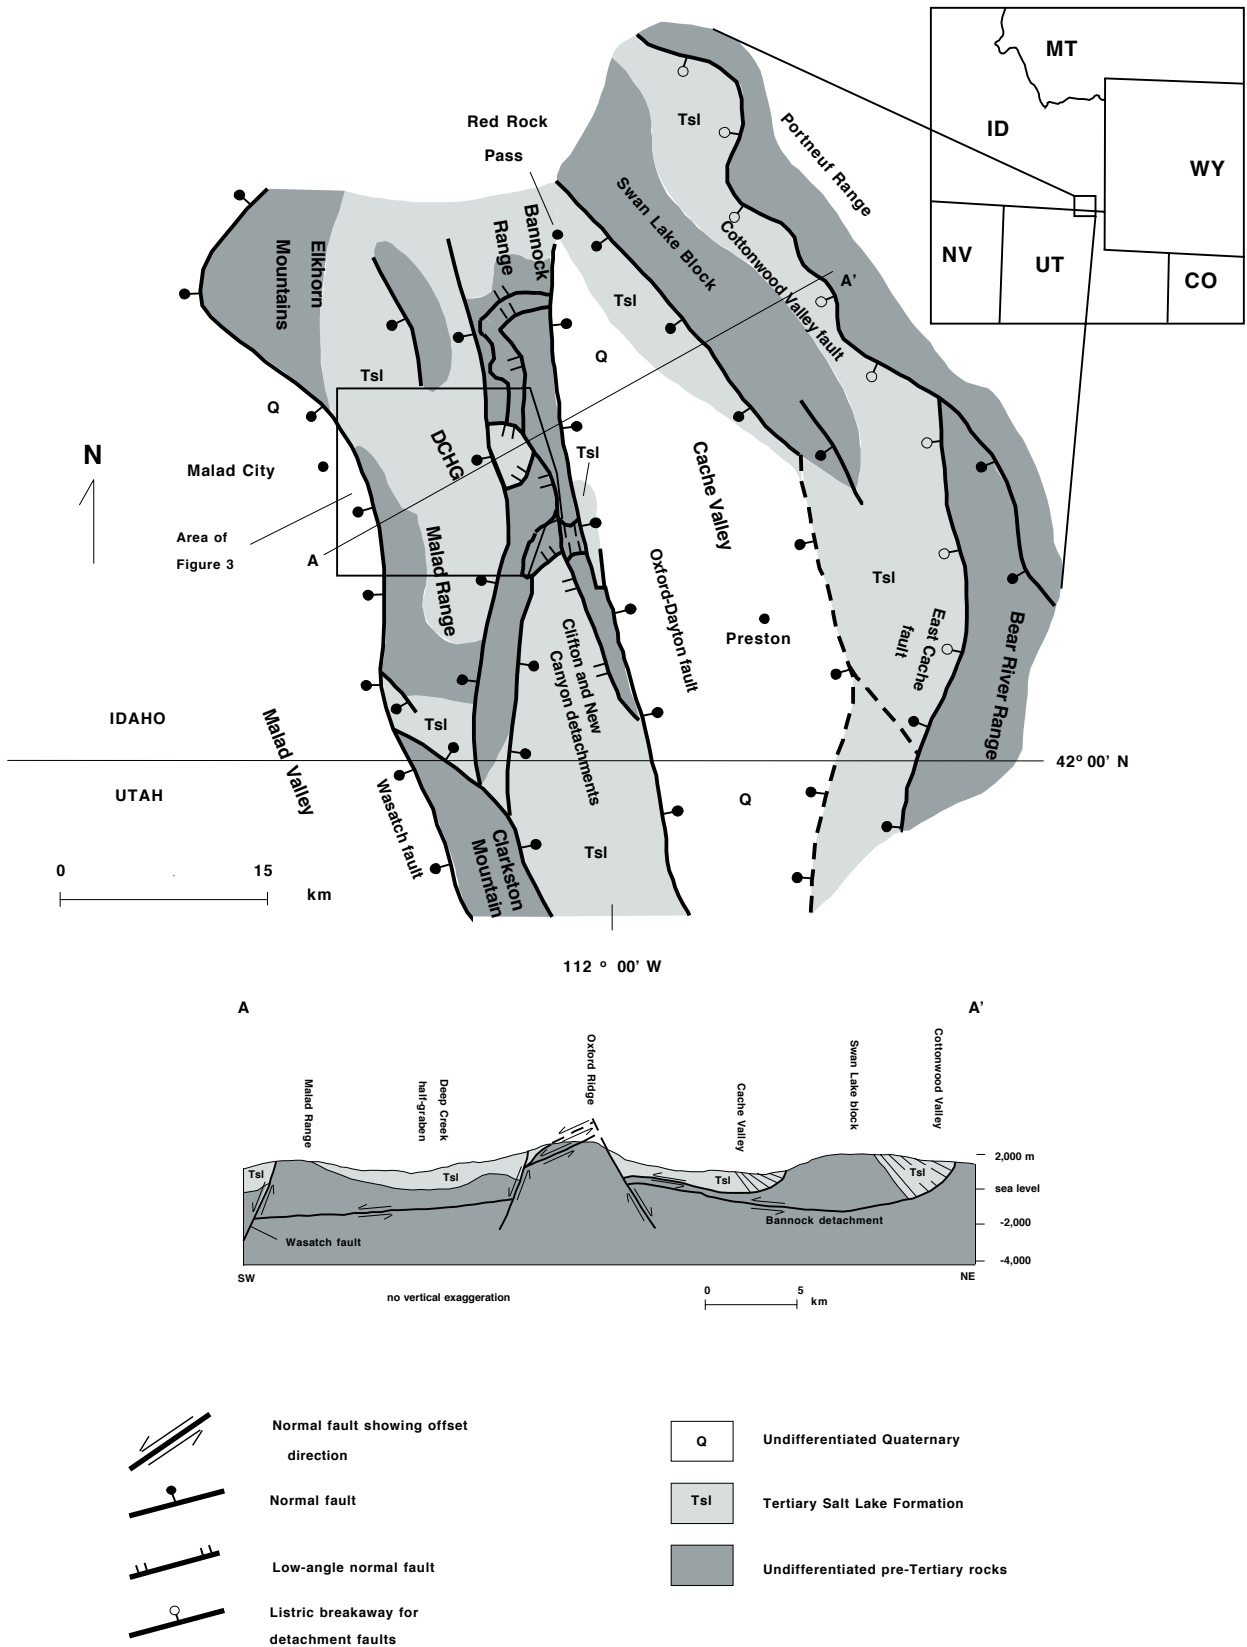 MT
ID
WY
NV
UT
CO
Red Rock
Pass
Tsl
Portneuf Range
Swan Lake Block
Cottonwood Valley fault
Bannock
Range
Elkhorn
Mountains
A'
Tsl
Q
Tsl
Q
N
Malad City
DCHG
Tsl
Cache Valley
Area of
Figure 3
A
Malad Range
Oxford-Dayton fault
Tsl
Preston
East Cache
fault
Bear River Range
Clifton and New
Canyon detachments
IDAHO
Tsl
Malad Valley
42° 00' N
UTAH
Wasatch fault
Q
Clarkston
Mountain
Tsl
0 15
km
112 ° 00' W
A A'
Malad Range
Deep Creek
half-graben
Oxford Ridge
Cache Valley
Swan Lake block
Cottonwood Valley
2,000 m
Tsl
Tsl
Tsl
Tsl
sea level
Bannock detachment
-2,000
Wasatch fault
-4,000
SW NE
no vertical exaggeration
0 5
km
Normal fault showing offset
direction
Normal fault
Low-angle normal fault
Listric breakaway for
detachment faults
Q Undifferentiated Quaternary
Tsl Tertiary Salt Lake Formation
Undifferentiated pre-Tertiary rocks